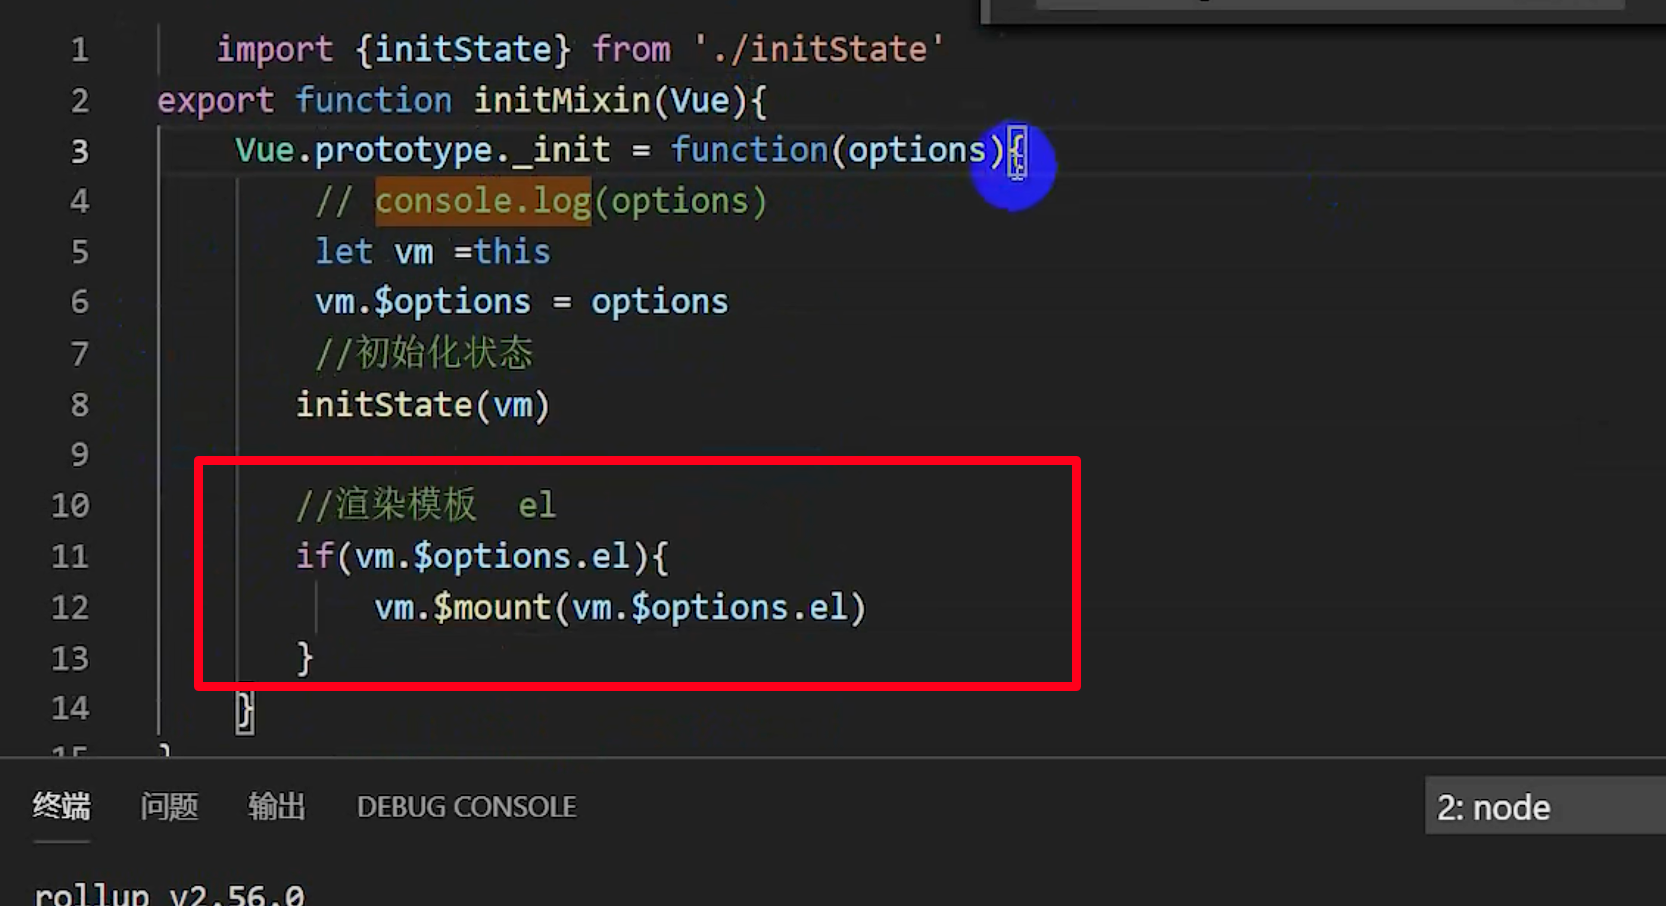 1 import {initState} from './initState'
2 export function initMixin(Vue){
3 Vue.prototype._init = function(options){
4 // console.log(options)
5 let vm =this
6 vm.$options = options
7 //初始化状态
8 initState(vm)
9
10 //渲染模板 el
11 if(vm.$options.el){
12 vm.$mount(vm.$options.el)
13 }
14 }
15 }
终端 问题 输出 DEBUG CONSOLE 2: node
rollup v2.56.0